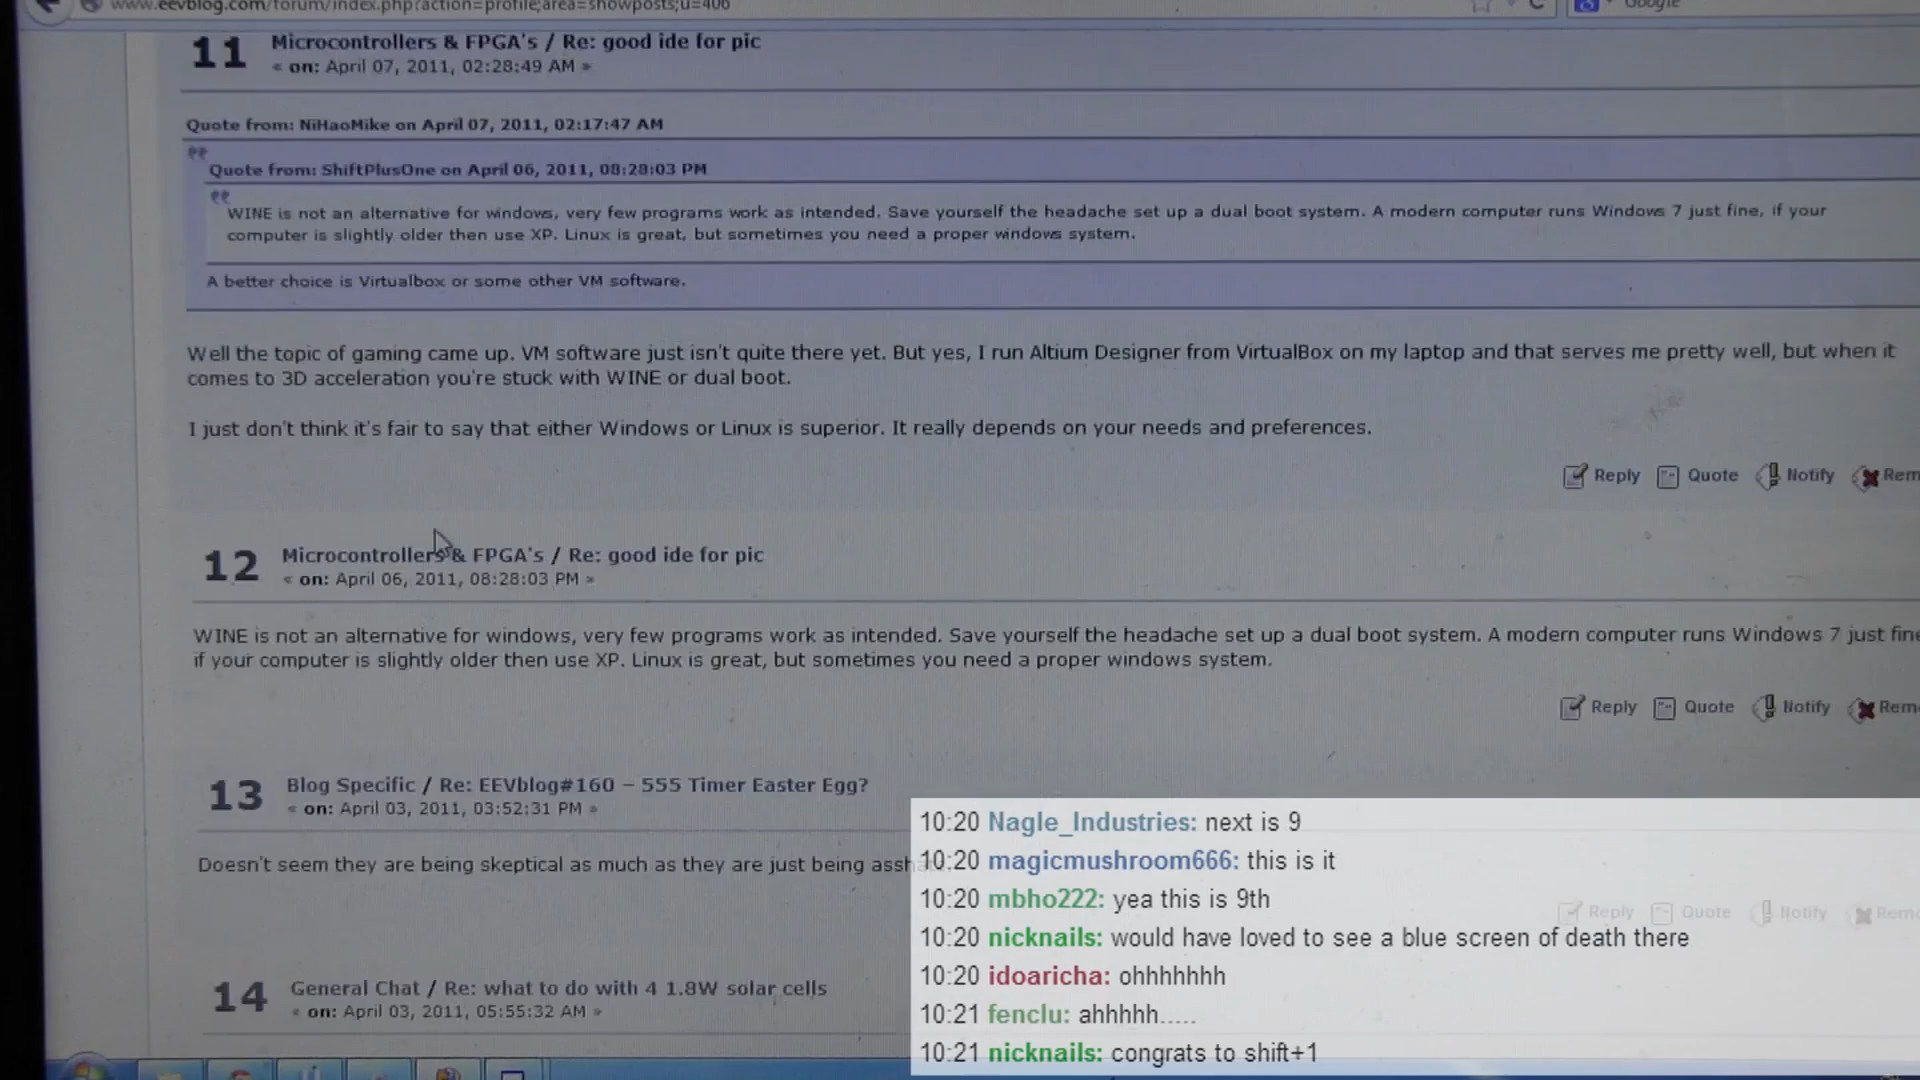 www.eevblog.com/forum/index.php?action=profile;area=showposts;u=406
Google
11 Microcontrollers & FPGA's / Re: good ide for pic
« on: April 07, 2011, 02:28:49 AM »
Quote from: NiHaoMike on April 07, 2011, 02:17:47 AM
Quote from: ShiftPlusOne on April 06, 2011, 08:28:03 PM
WINE is not an alternative for windows, very few programs work as intended. Save yourself the headache set up a dual boot system. A modern computer runs Windows 7 just fine, if your
computer is slightly older then use XP. Linux is great, but sometimes you need a proper windows system.
A better choice is Virtualbox or some other VM software.
Well the topic of gaming came up. VM software just isn't quite there yet. But yes, I run Altium Designer from VirtualBox on my laptop and that serves me pretty well, but when it
comes to 3D acceleration you're stuck with WINE or dual boot.
I just don't think it's fair to say that either Windows or Linux is superior. It really depends on your needs and preferences.
Reply Quote Notify Rem
12 Microcontrollers & FPGA's / Re: good ide for pic
« on: April 06, 2011, 08:28:03 PM »
WINE is not an alternative for windows, very few programs work as intended. Save yourself the headache set up a dual boot system. A modern computer runs Windows 7 just fine
if your computer is slightly older then use XP. Linux is great, but sometimes you need a proper windows system.
Reply Quote Notify Rem
13 Blog Specific / Re: EEVblog#160 – 555 Timer Easter Egg?
« on: April 03, 2011, 03:52:31 PM »
Doesn't seem they are being skeptical as much as they are just being assh
Reply Quote Notify Rem
14 General Chat / Re: what to do with 4 1.8W solar cells
« on: April 03, 2011, 05:55:32 AM »
10:20 Nagle_Industries: next is 9
10:20 magicmushroom666: this is it
10:20 mbho222: yea this is 9th
10:20 nicknails: would have loved to see a blue screen of death there
10:20 idoaricha: ohhhhhhh
10:21 fenclu: ahhhhh.....
10:21 nicknails: congrats to shift+1